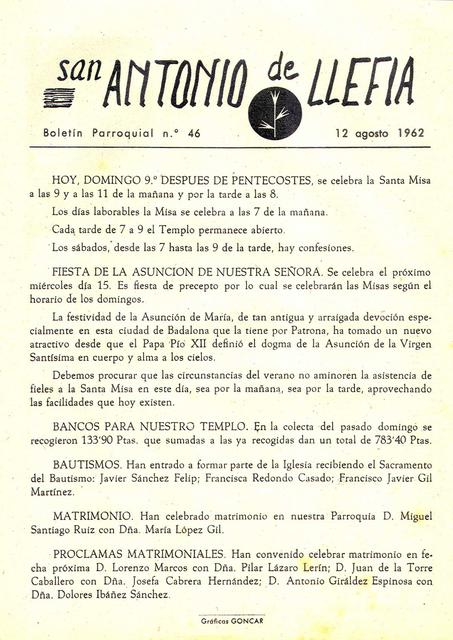 san ANTONIO de LLEFIA
Boletín Parroquial n.º 46 12 agosto 1962
HOY, DOMINGO 9.º DESPUES DE PENTECOSTES, se celebra la Santa Misa
a las 9 y a las 11 de la mañana y por la tarde a las 8.
Los días laborables la Misa se celebra a las 7 de la mañana.
Cada tarde de 7 a 9 el Templo permanece abierto.
Los sábados, desde las 7 hasta las 9 de la tarde, hay confesiones.
FIESTA DE LA ASUNCION DE NUESTRA SEÑORA. Se celebra el próximo
miércoles día 15. Es fiesta de precepto por lo cual se celebrarán las Misas según el
horario de los domingos.
La festividad de la Asunción de María, de tan antigua y arraigada devoción espe-
cialmente en esta ciudad de Badalona que la tiene por Patrona, ha tomado un nuevo
atractivo desde que el Papa Pío XII definió el dogma de la Asunción de la Virgen
Santísima en cuerpo y alma a los cielos.
Debemos procurar que las circunstancias del verano no aminoren la asistencia de
fieles a la Santa Misa en este día, sea por la mañana, sea por la tarde, aprovechando
las facilidades que hoy existen.
BANCOS PARA NUESTRO TEMPLO. En la colecta del pasado domingo se
recogieron 133'90 Ptas. que sumadas a las ya recogidas dan un total de 783'40 Ptas.
BAUTISMOS. Han entrado a formar parte de la Iglesia recibiendo el Sacramento
del Bautismo: Javier Sánchez Felip; Francisca Redondo Casado; Francisco Javier Gil
Martínez.
MATRIMONIO. Han celebrado matrimonio en nuestra Parroquia D. Miguel
Santiago Ruíz con Dña. María López Gil.
PROCLAMAS MATRIMONIALES. Han convenido celebrar matrimonio en fe-
cha próxima D. Lorenzo Marcos con Dña. Pilar Lázaro Lerín; D. Juan de la Torre
Caballero con Dña. Josefa Cabrera Hernández; D. Antonio Giráldez Espinosa con
Dña. Dolores Ibáñez Sánchez.
Gráficas GONCAR